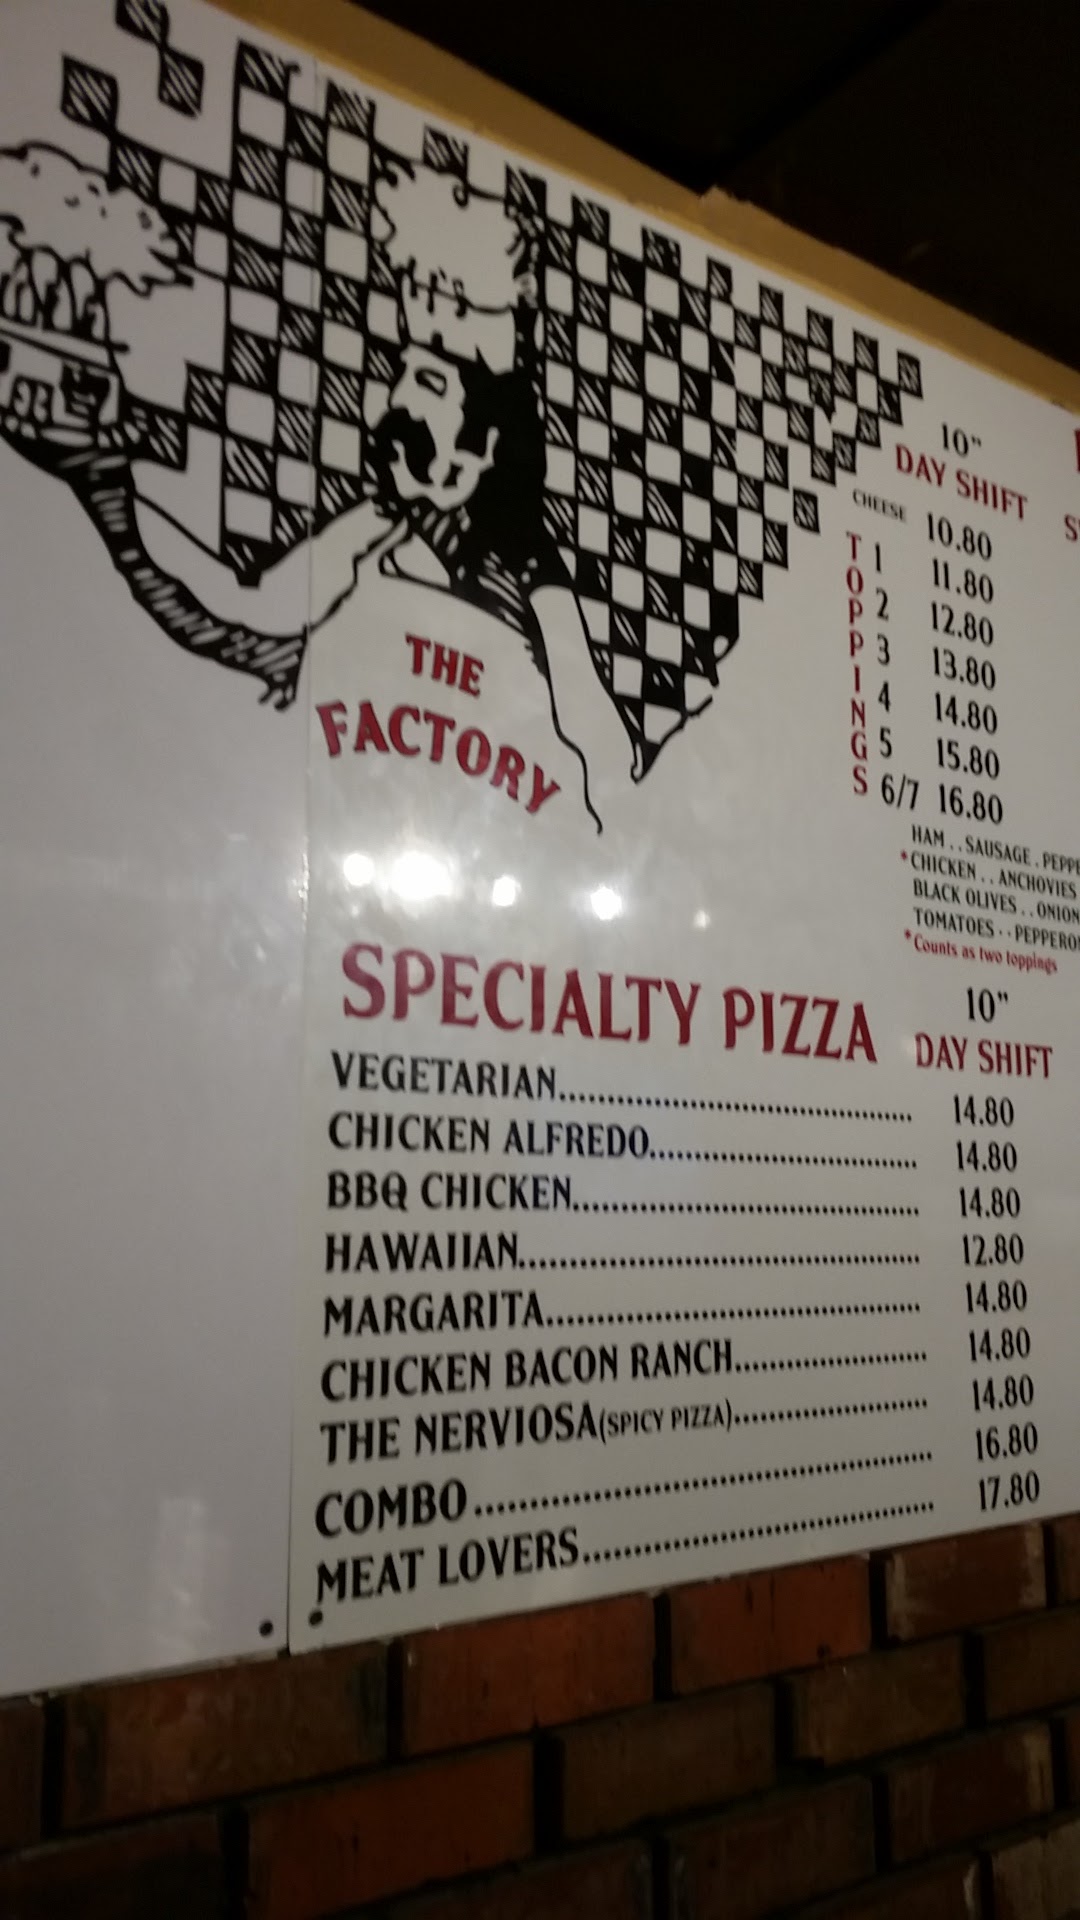 THE
FACTORY
10"
DAY SHIFT
CHEESE 10.80
TOPPINGS
1 11.80
2 12.80
3 13.80
4 14.80
5 15.80
6/7 16.80
HAM . . SAUSAGE . PEPPE
*CHICKEN . . ANCHOVIES
BLACK OLIVES . . ONION
TOMATOES . . PEPPERO
*Counts as two toppings
SPECIALTY PIZZA
10"
DAY SHIFT
VEGETARIAN 14.80
CHICKEN ALFREDO 14.80
BBQ CHICKEN 14.80
HAWAIIAN 12.80
MARGARITA 14.80
CHICKEN BACON RANCH 14.80
THE NERVIOSA(SPICY PIZZA) 14.80
COMBO 16.80
MEAT LOVERS 17.80